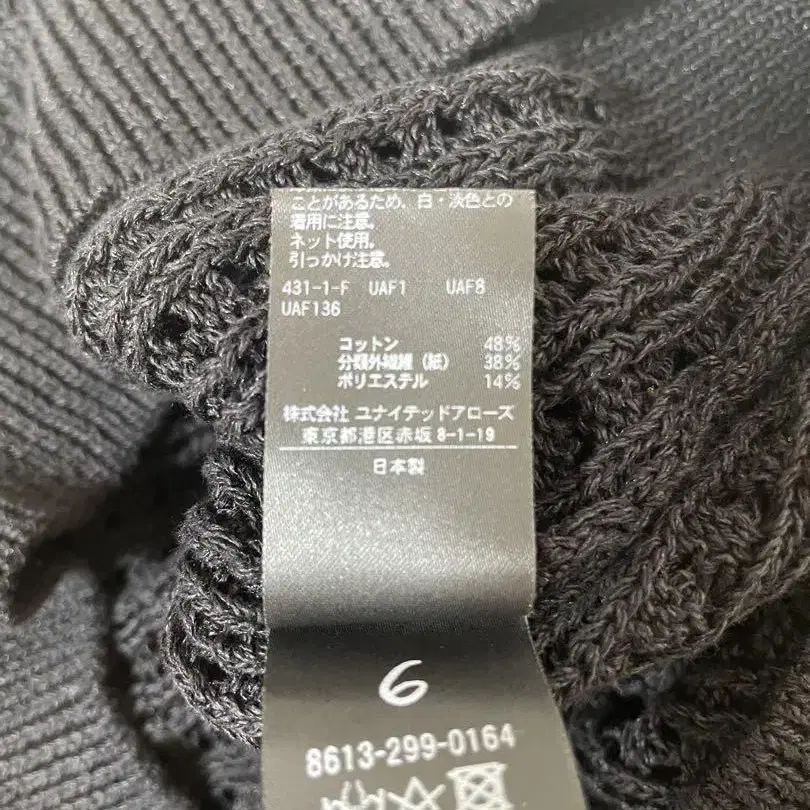 ことがあるため、白・淡色との
着用に注意。
ネット使用。
引っかけ注意。
431-1-F UAF1 UAF8
UAF136
コットン 48%
分類外繊維(紙) 38%
ポリエステル 14%
株式会社 ユナイテッドアローズ
東京都港区赤坂8-1-19
日本製
6
8613-299-0164